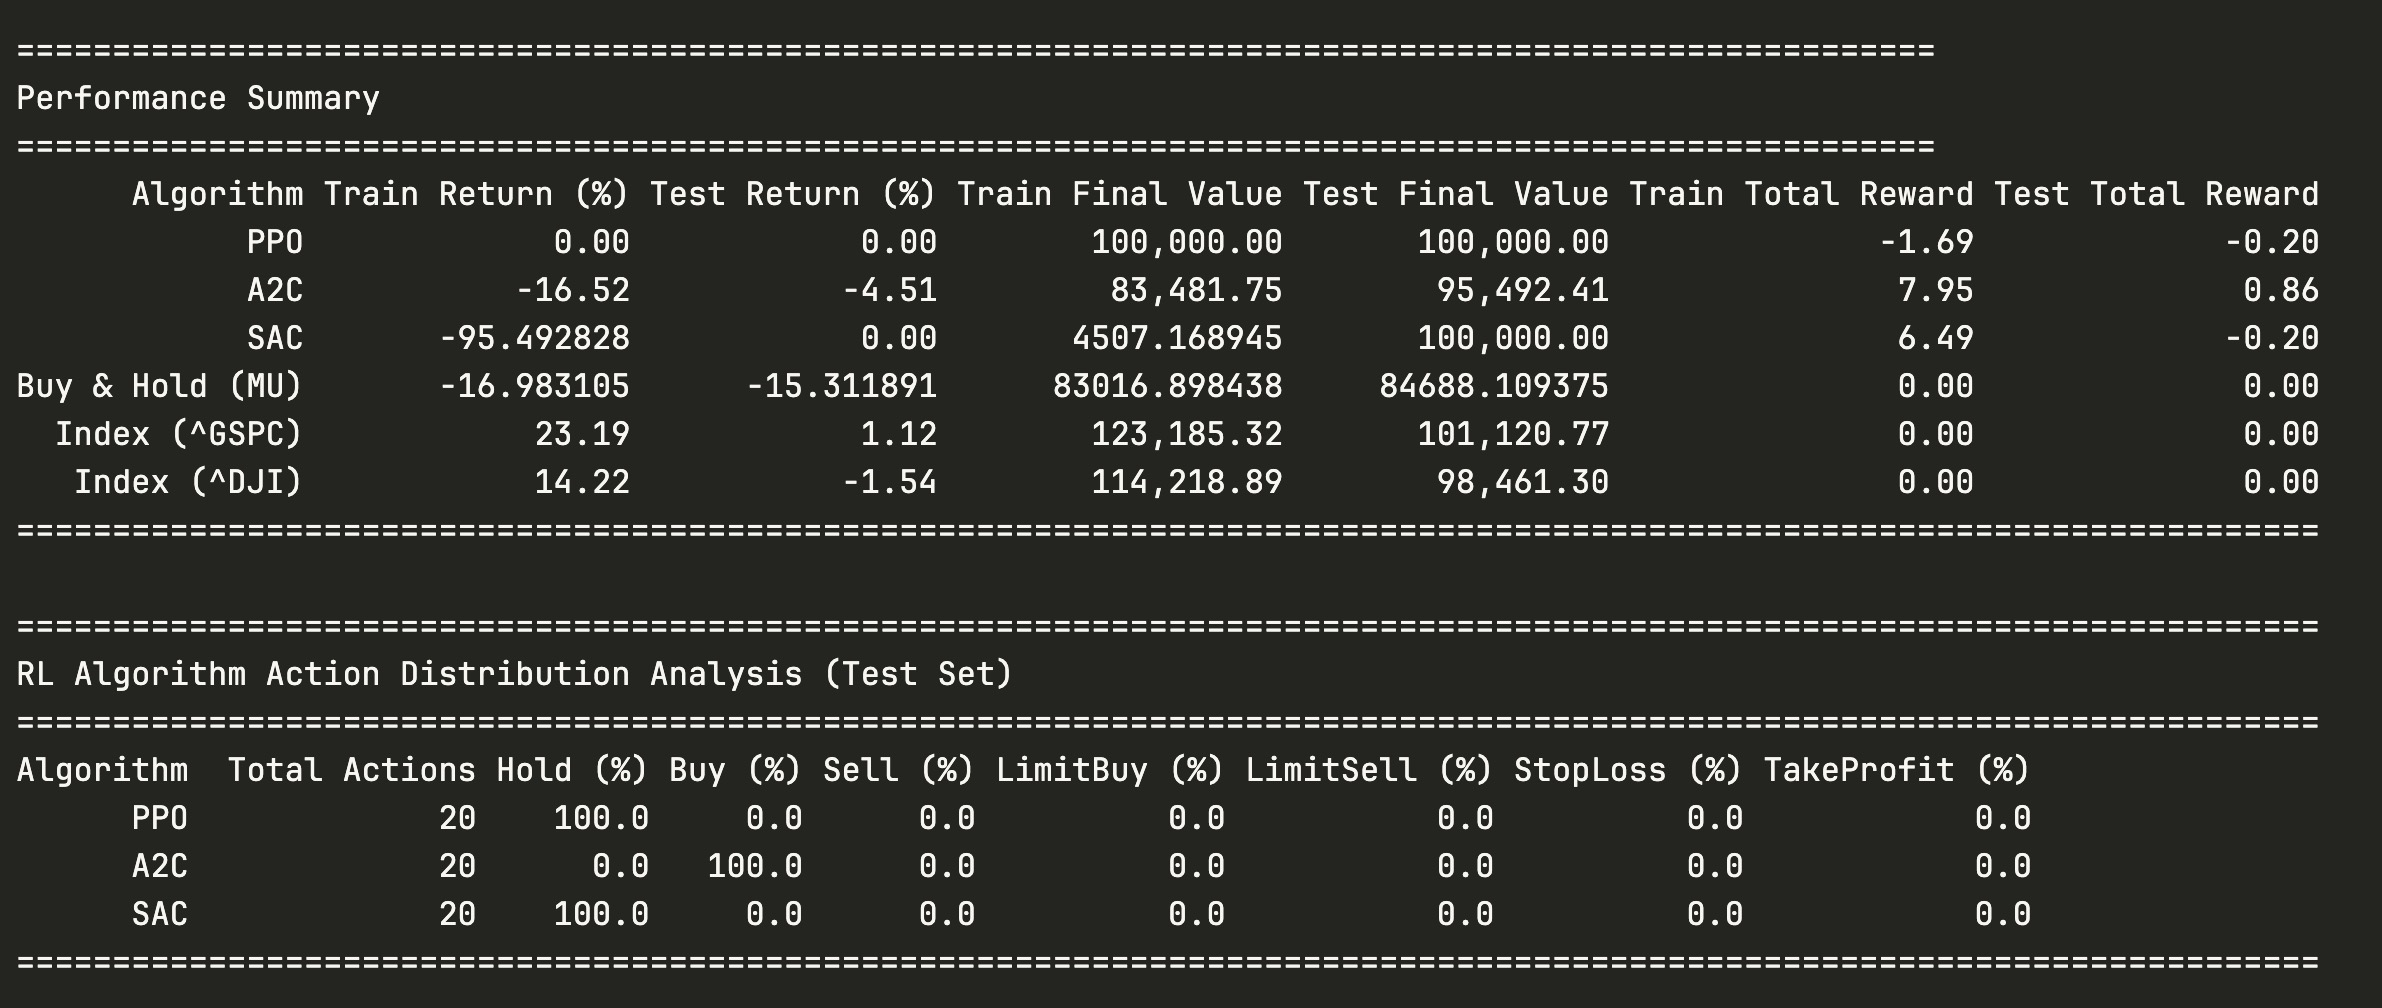 ====================================================================================================
Performance Summary
====================================================================================================
      Algorithm Train Return (%) Test Return (%) Train Final Value Test Final Value Train Total Reward Test Total Reward
            PPO             0.00            0.00        100,000.00       100,000.00              -1.69             -0.20
            A2C           -16.52           -4.51         83,481.75        95,492.41               7.95              0.86
            SAC       -95.492828            0.00       4507.168945       100,000.00               6.49             -0.20
Buy & Hold (MU)       -16.983105      -15.311891      83016.898438     84688.109375               0.00              0.00
  Index (^GSPC)            23.19            1.12        123,185.32       101,120.77               0.00              0.00
   Index (^DJI)            14.22           -1.54        114,218.89        98,461.30               0.00              0.00
========================================================================================================================
========================================================================================================================
RL Algorithm Action Distribution Analysis (Test Set)
========================================================================================================================
Algorithm  Total Actions Hold (%) Buy (%) Sell (%) LimitBuy (%) LimitSell (%) StopLoss (%) TakeProfit (%)
      PPO             20    100.0     0.0      0.0          0.0           0.0          0.0            0.0
      A2C             20      0.0   100.0      0.0          0.0           0.0          0.0            0.0
      SAC             20    100.0     0.0      0.0          0.0           0.0          0.0            0.0
========================================================================================================================